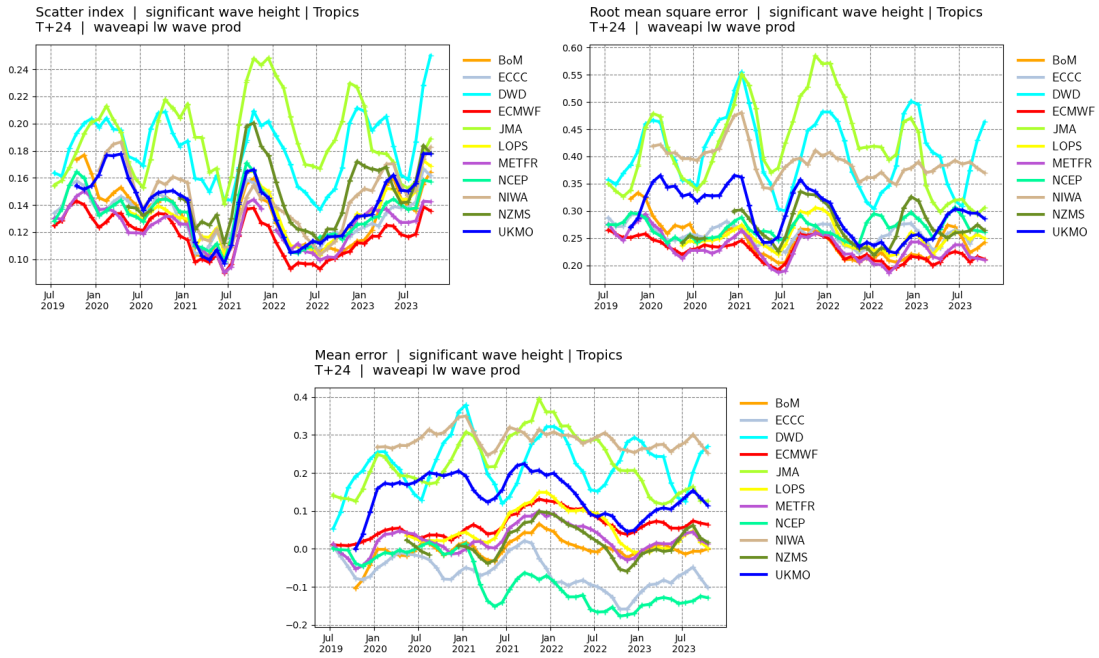 Scatter index | significant wave height | Tropics
T+24 | waveapi lw wave prod
0.24
0.22
0.20
0.18
0.16
0.14
0.12
0.10
Jul 2019
Jan 2020
Jul 2020
Jan 2021
Jul 2021
Jan 2022
Jul 2022
Jan 2023
Jul 2023
BoM
ECCC
DWD
ECMWF
JMA
LOPS
METFR
NCEP
NIWA
NZMS
UKMO
Root mean square error | significant wave height | Tropics
T+24 | waveapi lw wave prod
0.60
0.55
0.50
0.45
0.40
0.35
0.30
0.25
0.20
Jul 2019
Jan 2020
Jul 2020
Jan 2021
Jul 2021
Jan 2022
Jul 2022
Jan 2023
Jul 2023
BoM
ECCC
DWD
ECMWF
JMA
LOPS
METFR
NCEP
NIWA
NZMS
UKMO
Mean error | significant wave height | Tropics
T+24 | waveapi lw wave prod
0.4
0.3
0.2
0.1
0.0
−0.1
−0.2
Jul 2019
Jan 2020
Jul 2020
Jan 2021
Jul 2021
Jan 2022
Jul 2022
Jan 2023
Jul 2023
BoM
ECCC
DWD
ECMWF
JMA
LOPS
METFR
NCEP
NIWA
NZMS
UKMO